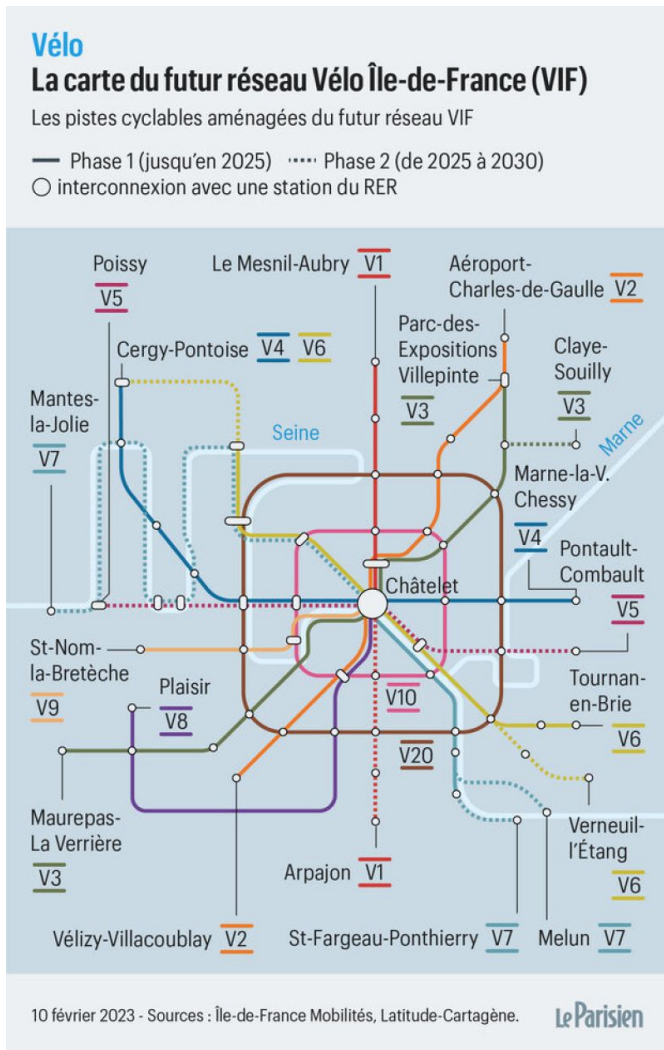 Vélo
La carte du futur réseau Vélo Île-de-France (VIF)
Les pistes cyclables aménagées du futur réseau VIF
Phase 1 (jusqu'en 2025) Phase 2 (de 2025 à 2030)
interconnexion avec une station du RER
Poissy
V5
Le Mesnil-Aubry V1
Aéroport-
Charles-de-Gaulle V2
Cergy-Pontoise V4 V6
Parc-des-
Expositions
Villepinte
V3
Claye-
Souilly
V3
Mantes-
la-Jolie
V7
Seine
Marne
Marne-la-V.
Chessy
V4
Pontault-
Combault
V5
Châtelet
St-Nom-
la-Bretèche
V9
Plaisir
V8
V10
Tournan-
en-Brie
V6
V20
Maurepas-
La Verrière
V3
Verneuil-
l'Étang
V6
Arpajon V1
Vélizy-Villacoublay V2
St-Fargeau-Ponthierry V7
Melun V7
10 février 2023 - Sources : Île-de-France Mobilités, Latitude-Cartagène.
Le Parisien